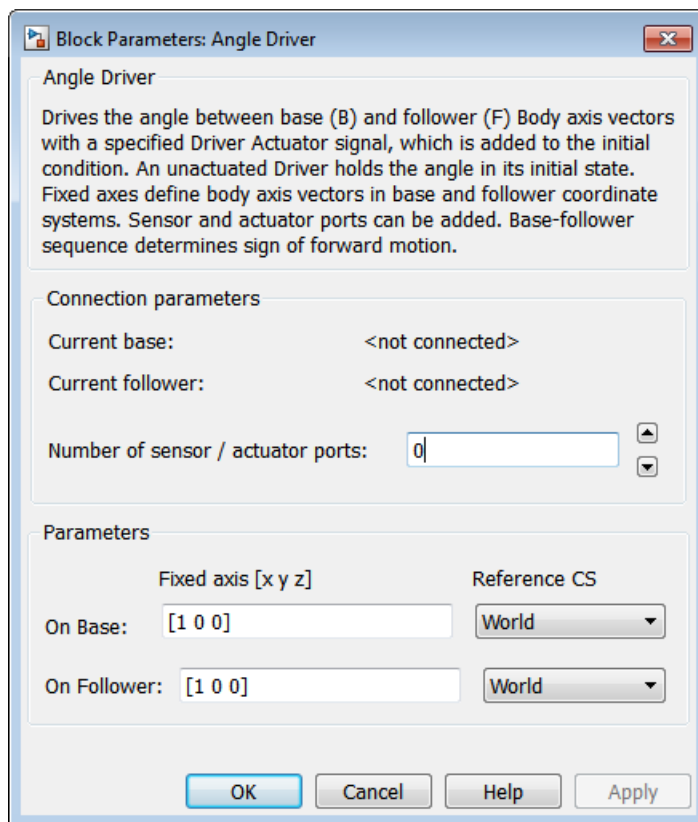 Block Parameters: Angle Driver
Angle Driver
Drives the angle between base (B) and follower (F) Body axis vectors
with a specified Driver Actuator signal, which is added to the initial
condition. An unactuated Driver holds the angle in its initial state.
Fixed axes define body axis vectors in base and follower coordinate
systems. Sensor and actuator ports can be added. Base-follower
sequence determines sign of forward motion.
Connection parameters
Current base: <not connected>
Current follower: <not connected>
Number of sensor / actuator ports: 0
Parameters
Fixed axis [x y z] Reference CS
On Base: [1 0 0] World
On Follower: [1 0 0] World
OK Cancel Help Apply